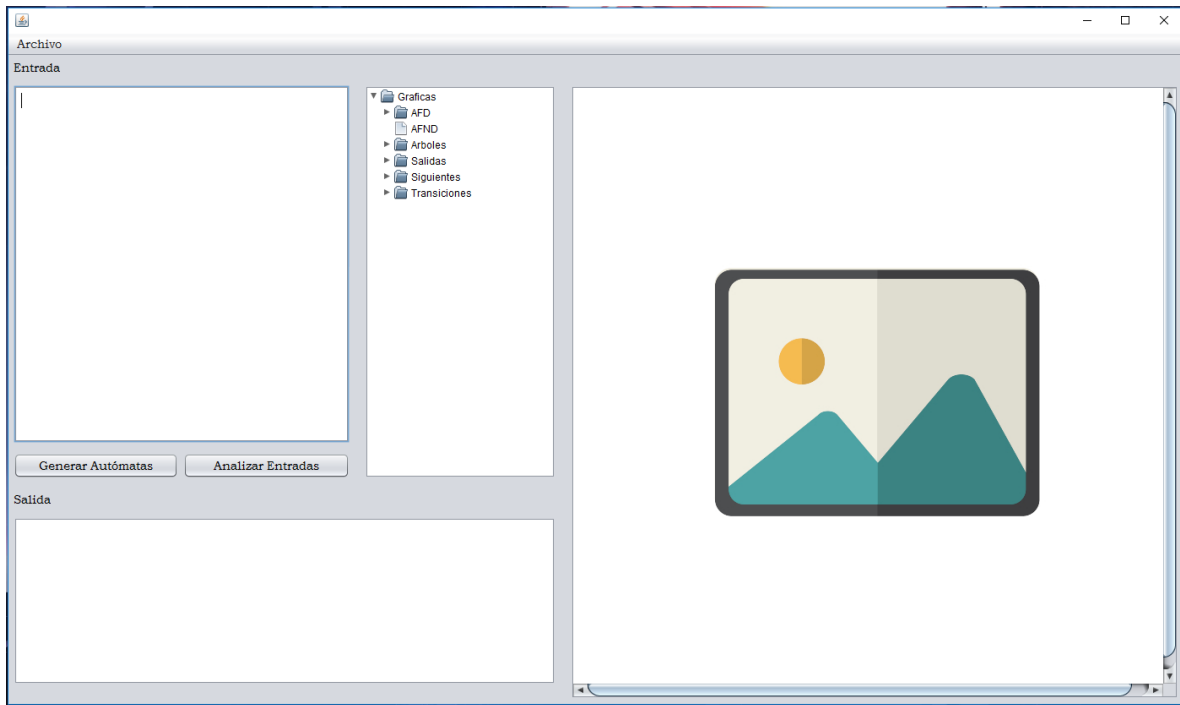 Archivo
Entrada
Graficas
AFD
AFND
Arboles
Salidas
Siguientes
Transiciones
Generar Autómatas
Analizar Entradas
Salida